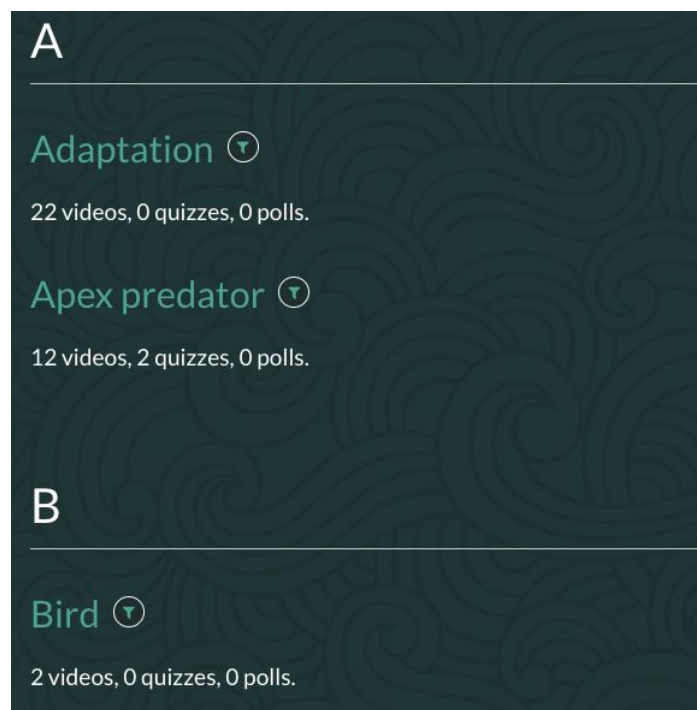 A
Adaptation
22 videos, 0 quizzes, 0 polls.
Apex predator
12 videos, 2 quizzes, 0 polls.
B
Bird
2 videos, 0 quizzes, 0 polls.